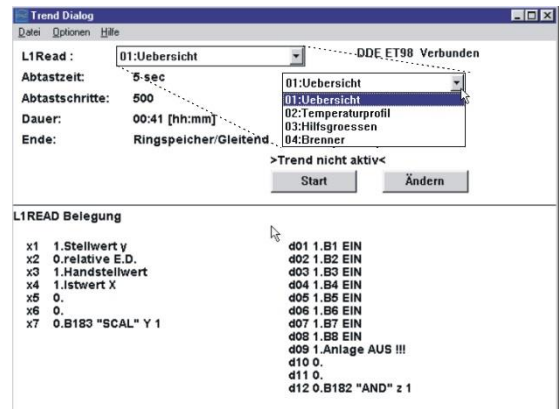 Trend Dialog
Datei Optionen Hilfe
L1Read : 01:Uebersicht DDE ET98 Verbunden
Abtastzeit: 5 sec
Abtastschritte: 500
Dauer: 00:41 [hh:mm]
Ende: Ringspeicher/Gleitend
01:Uebersicht
01:Uebersicht
02:Temperaturprofil
03:Hilfsgroessen
04:Brenner
>Trend nicht aktiv<
Start Ändern
L1READ Belegung
x1 1.Stellwert y
x2 0.relative E.D.
x3 1.Handstellwert
x4 1.Istwert X
x5 0.
x6 0.
x7 0.B183 "SCAL" Y 1
d01 1.B1 EIN
d02 1.B2 EIN
d03 1.B3 EIN
d04 1.B4 EIN
d05 1.B5 EIN
d06 1.B6 EIN
d07 1.B7 EIN
d08 1.B8 EIN
d09 1.Anlage AUS !!!
d10 0.
d11 0.
d12 0.B182 "AND" z 1